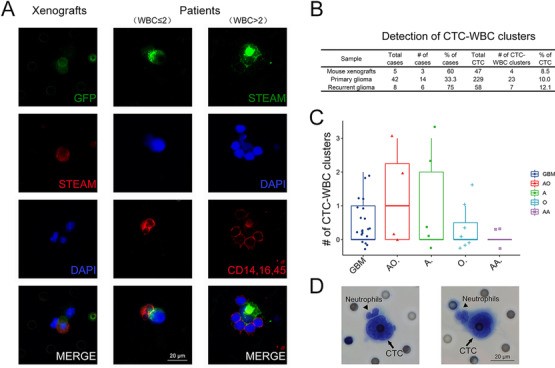 A
Xenografts
Patients
(WBC≤2)
(WBC>2)
GFP
STEAM
STEAM
DAPI
DAPI
CD14,16,45
MERGE
MERGE
20 μm
B
Detection of CTC-WBC clusters
Sample Total cases # of cases % of cases Total CTC # of CTC-WBC clusters % of CTC
Mouse xenografts 5 3 60 47 4 8.5
Primary glioma 42 14 33.3 229 23 10.0
Recurrent glioma 8 6 75 58 7 12.1
C
# of CTC-WBC clusters
3
2
1
0
GBM
AO.
A.
O.
AA.
GBM
AO
A
O
AA
D
Neutrophils
CTC
Neutrophils
CTC
20 μm